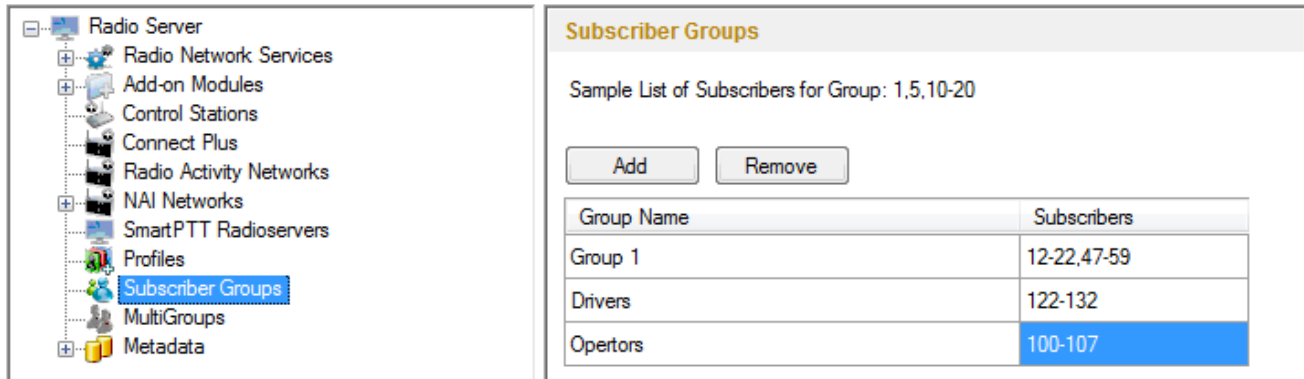 Radio Server
Radio Network Services
Add-on Modules
Control Stations
Connect Plus
Radio Activity Networks
NAI Networks
SmartPTT Radioservers
Profiles
Subscriber Groups
MultiGroups
Metadata
Subscriber Groups
Sample List of Subscribers for Group: 1,5,10-20
Add Remove
Group Name Subscribers
Group 1 12-22,47-59
Drivers 122-132
Opertors 100-107